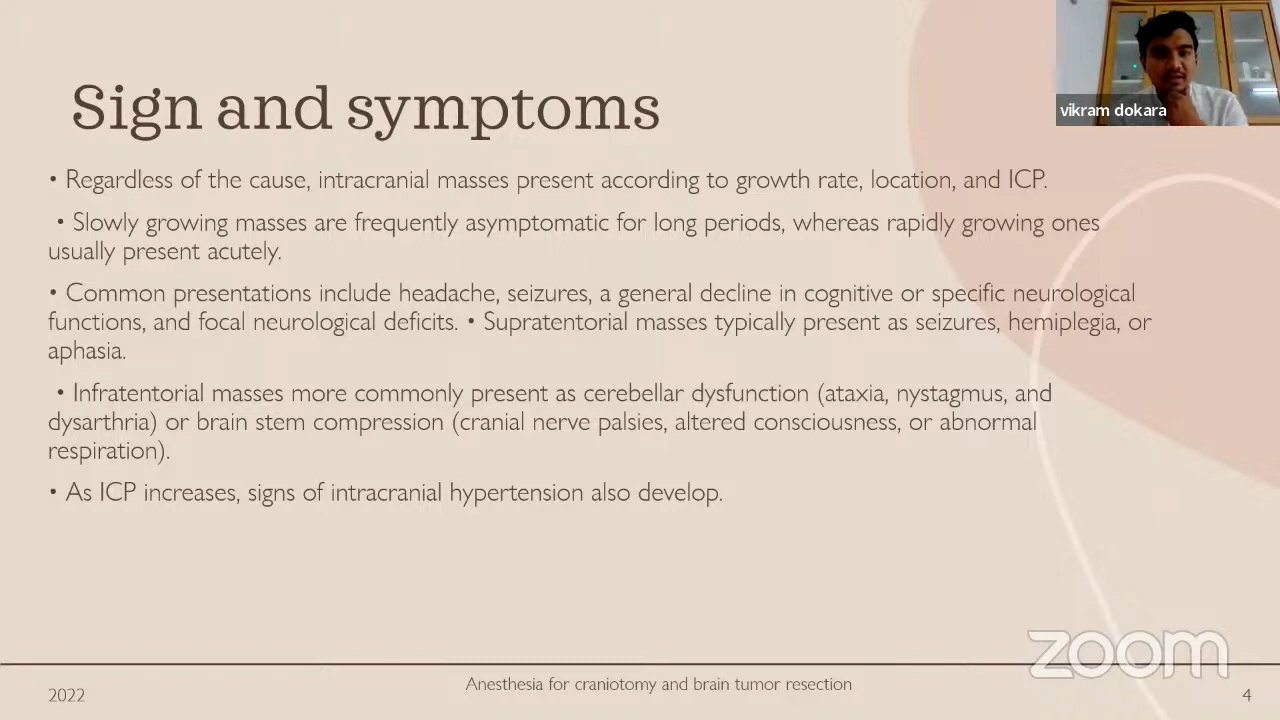 Sign and symptoms
vikram dokara
• Regardless of the cause, intracranial masses present according to growth rate, location, and ICP.
• Slowly growing masses are frequently asymptomatic for long periods, whereas rapidly growing ones
usually present acutely.
• Common presentations include headache, seizures, a general decline in cognitive or specific neurological
functions, and focal neurological deficits. • Supratentorial masses typically present as seizures, hemiplegia, or
aphasia.
• Infratentorial masses more commonly present as cerebellar dysfunction (ataxia, nystagmus, and
dysarthria) or brain stem compression (cranial nerve palsies, altered consciousness, or abnormal
respiration).
• As ICP increases, signs of intracranial hypertension also develop.
zoom
2022
Anesthesia for craniotomy and brain tumor resection
4